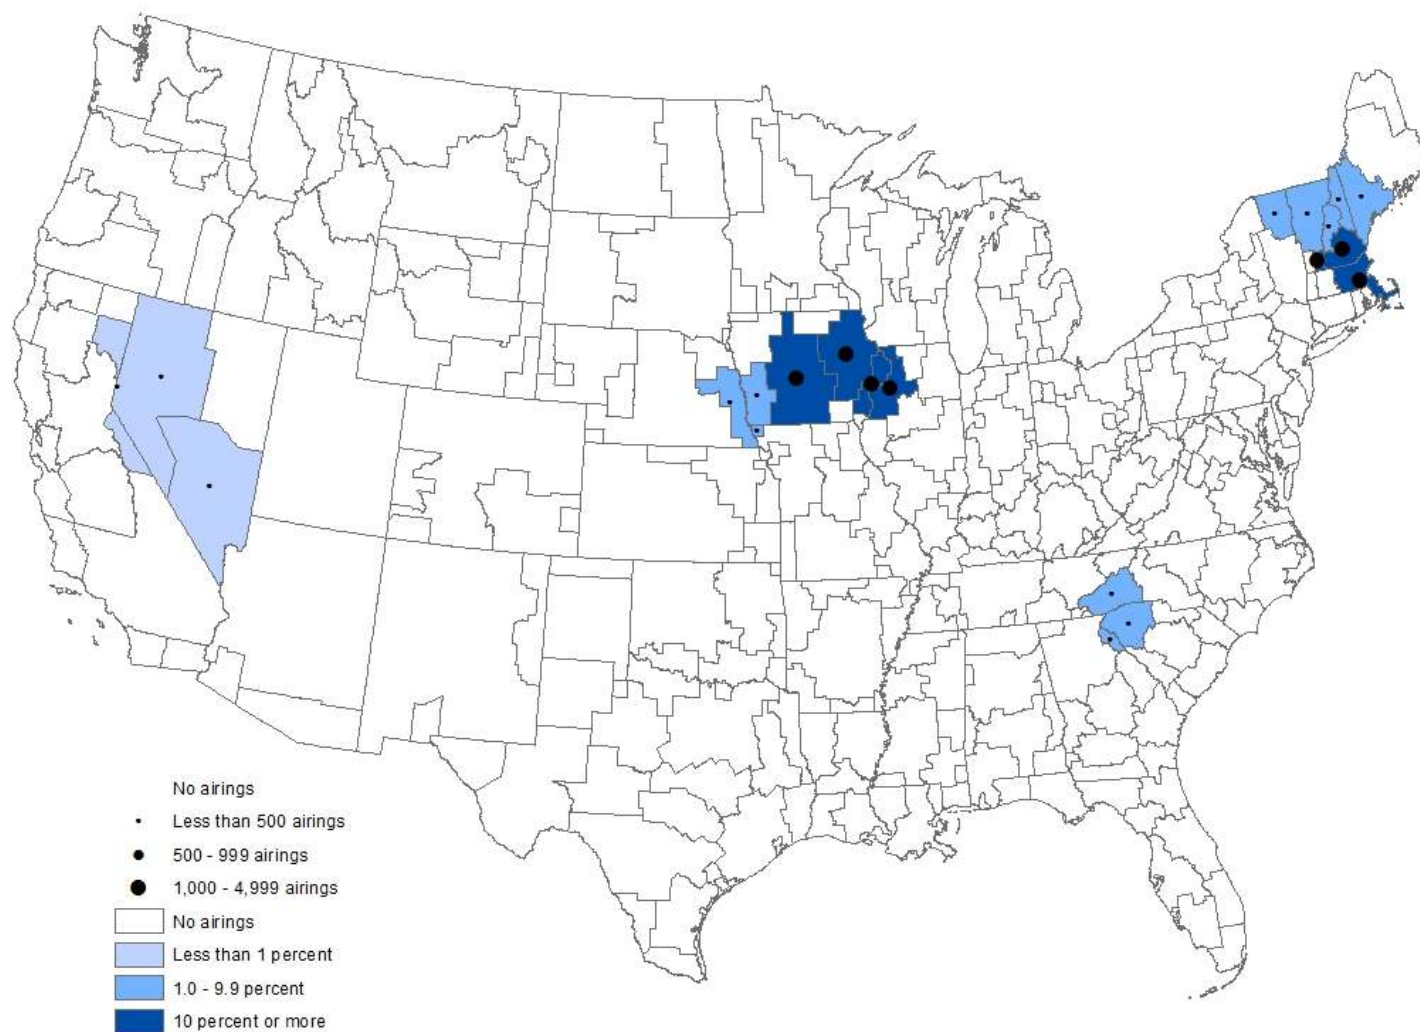 No airings
Less than 500 airings
500 - 999 airings
1,000 - 4,999 airings
No airings
Less than 1 percent
1.0 - 9.9 percent
10 percent or more